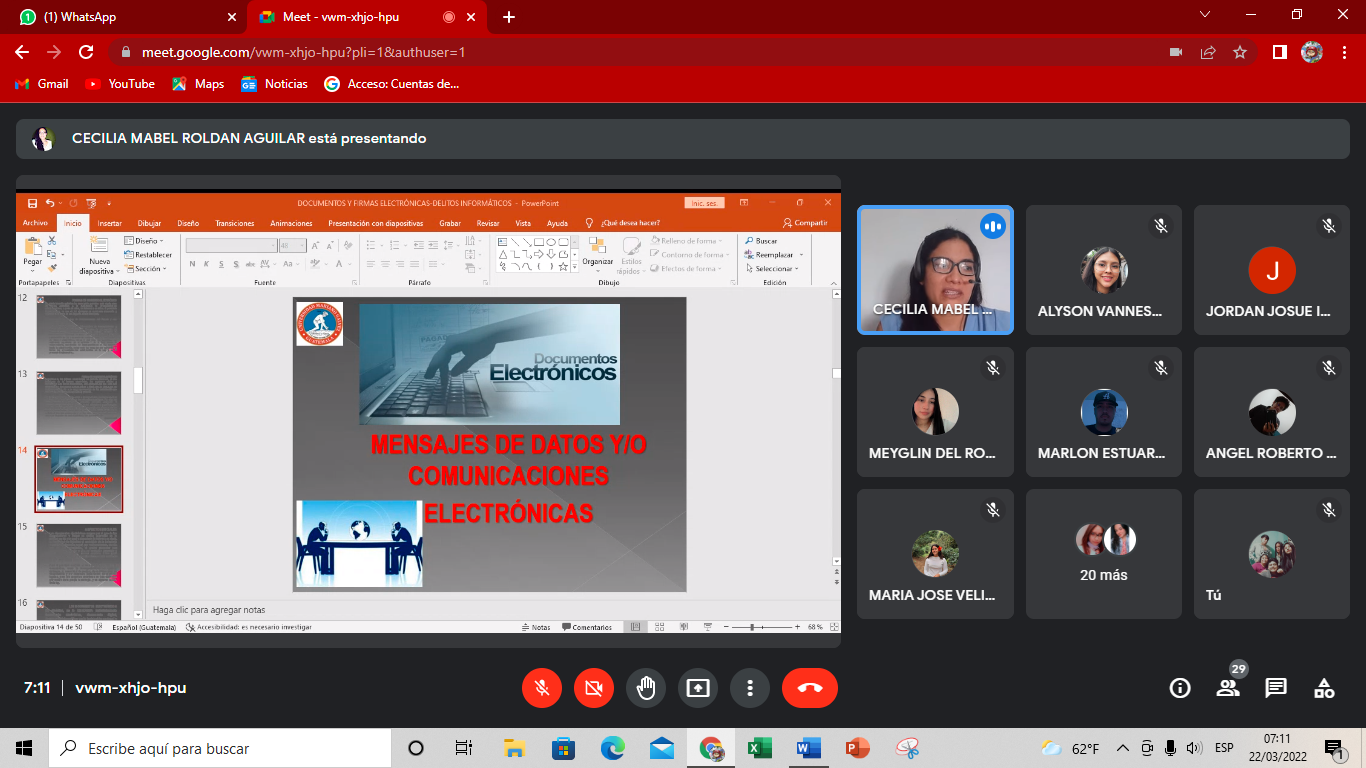 (1) WhatsApp
Meet - vwm-xhjo-hpu
meet.google.com/vwm-xhjo-hpu?pli=1&authuser=1
Gmail
YouTube
Maps
Noticias
Acceso: Cuentas de...
CECILIA MABEL ROLDAN AGUILAR está presentando
DOCUMENTOS Y FIRMAS ELECTRÓNICAS-DELITOS INFORMÁTICOS - PowerPoint
Inic. ses.
Archivo Inicio Insertar Dibujar Diseño Transiciones Animaciones Presentación con diapositivas Grabar Revisar Vista Ayuda ¿Qué desea hacer? Compartir
Pegar
Nueva diapositiva
Diseño
Restablecer
Sección
Organizar
Estilos rápidos
Relleno de forma
Contorno de forma
Efectos de forma
Buscar
Reemplazar
Seleccionar
Portapapeles Diapositivas Fuente Párrafo Dibujo Edición
12
13
14
15
16
Documentos
Electrónicos
MENSAJES DE DATOS Y/O
COMUNICACIONES
ELECTRÓNICAS
Haga clic para agregar notas
Diapositiva 14 de 50 Español (Guatemala) Accesibilidad: es necesario investigar Notas Comentarios 68 %
CECILIA MABEL ...
ALYSON VANNES...
JORDAN JOSUE I...
J
MEYGLIN DEL RO...
MARLON ESTUAR...
ANGEL ROBERTO ...
MARIA JOSE VELI...
20 más
Tú
7:11 | vwm-xhjo-hpu
29
Escribe aquí para buscar
62°F
ESP
07:11
22/03/2022
1